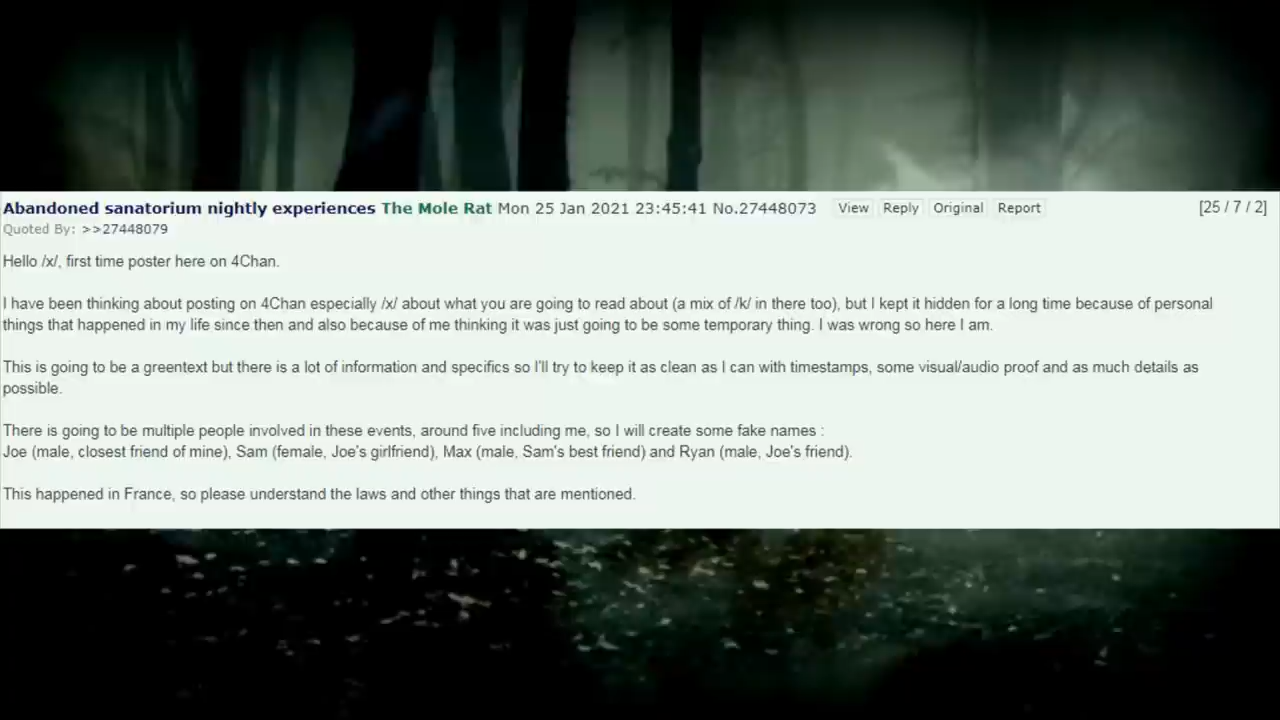 Abandoned sanatorium nightly experiences The Mole Rat Mon 25 Jan 2021 23:45:41 No.27448073 View Reply Original Report [25 / 7 / 2]
Quoted By: >>27448079
Hello /x/, first time poster here on 4Chan.
I have been thinking about posting on 4Chan especially /x/ about what you are going to read about (a mix of /k/ in there too), but I kept it hidden for a long time because of personal
things that happened in my life since then and also because of me thinking it was just going to be some temporary thing. I was wrong so here I am.
This is going to be a greentext but there is a lot of information and specifics so I'll try to keep it as clean as I can with timestamps, some visual/audio proof and as much details as
possible.
There is going to be multiple people involved in these events, around five including me, so I will create some fake names :
Joe (male, closest friend of mine), Sam (female, Joe's girlfriend), Max (male, Sam's best friend) and Ryan (male, Joe's friend).
This happened in France, so please understand the laws and other things that are mentioned.